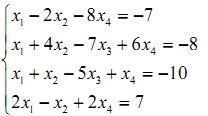 x₁ − 2x₂ − 8x₄ = −7
x₁ + 4x₂ − 7x₃ + 6x₄ = −8
x₁ + x₂ − 5x₃ + x₄ = −10
2x₁ − x₂ + 2x₄ = 7